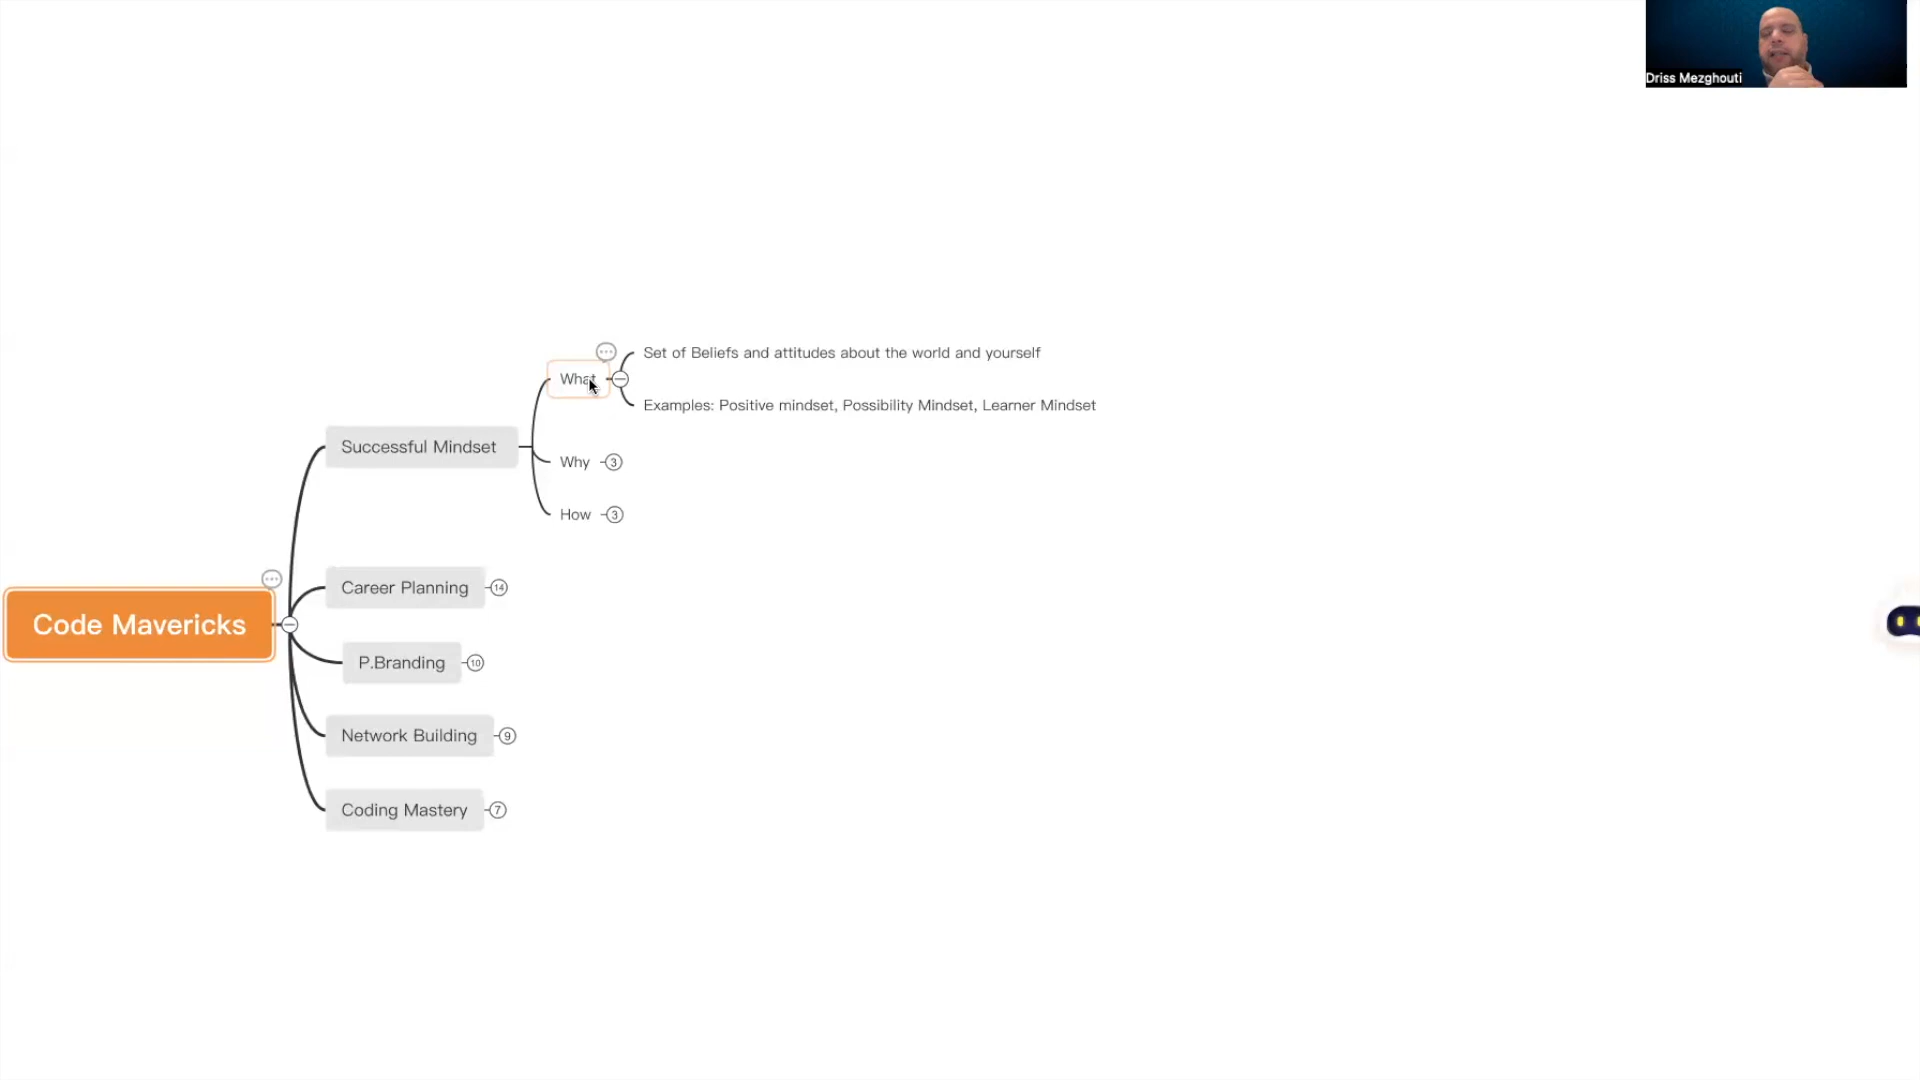 Driss Mezghouti
Set of Beliefs and attitudes about the world and yourself
What
Examples: Positive mindset, Possibility Mindset, Learner Mindset
Successful Mindset
Why 3
How 3
Career Planning 14
Code Mavericks
P.Branding 10
Network Building 9
Coding Mastery 7